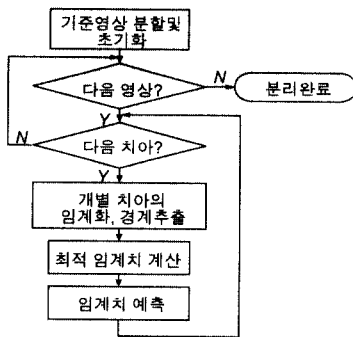 기준영상 분할및
초기화
다음 영상?
N
분리완료
Y
N
다음 치아?
Y
개별 치아의
임계화, 경계추출
최적 임계치 계산
임계치 예측